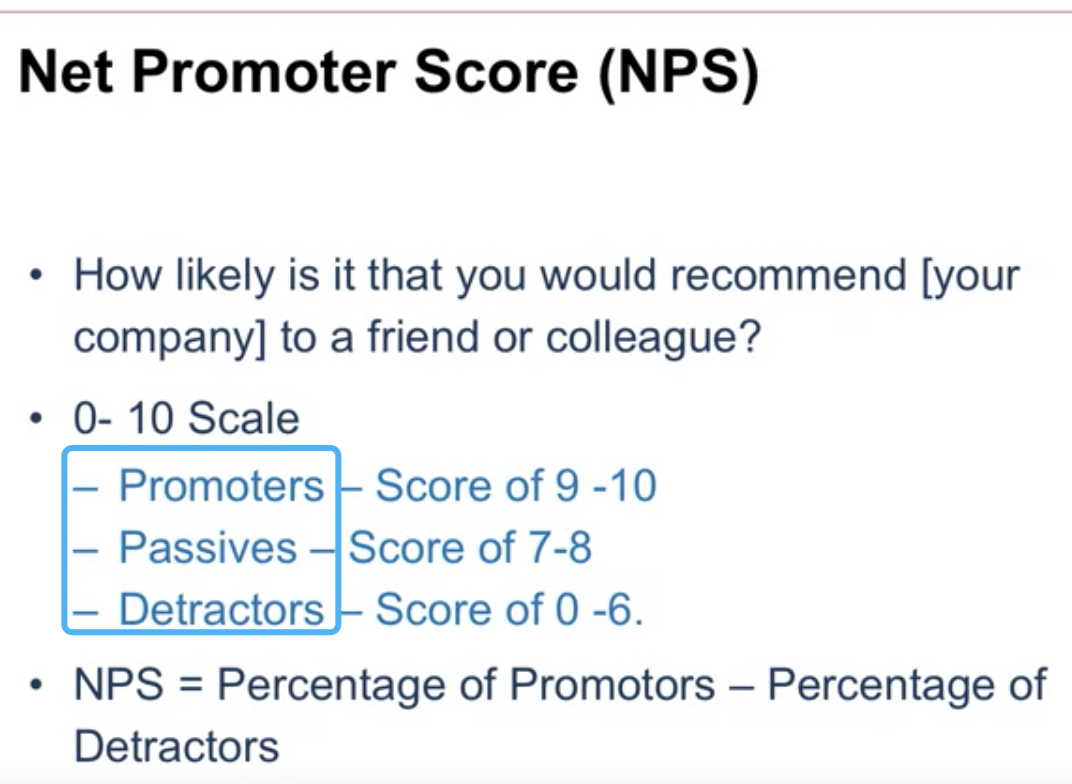 Net Promoter Score (NPS)
• How likely is it that you would recommend [your
company] to a friend or colleague?
• 0- 10 Scale
– Promoters – Score of 9 -10
– Passives – Score of 7-8
– Detractors – Score of 0 -6.
• NPS = Percentage of Promotors – Percentage of
Detractors